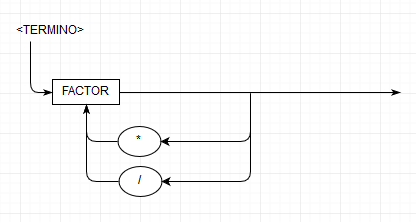 <TERMINO>
FACTOR
*
/